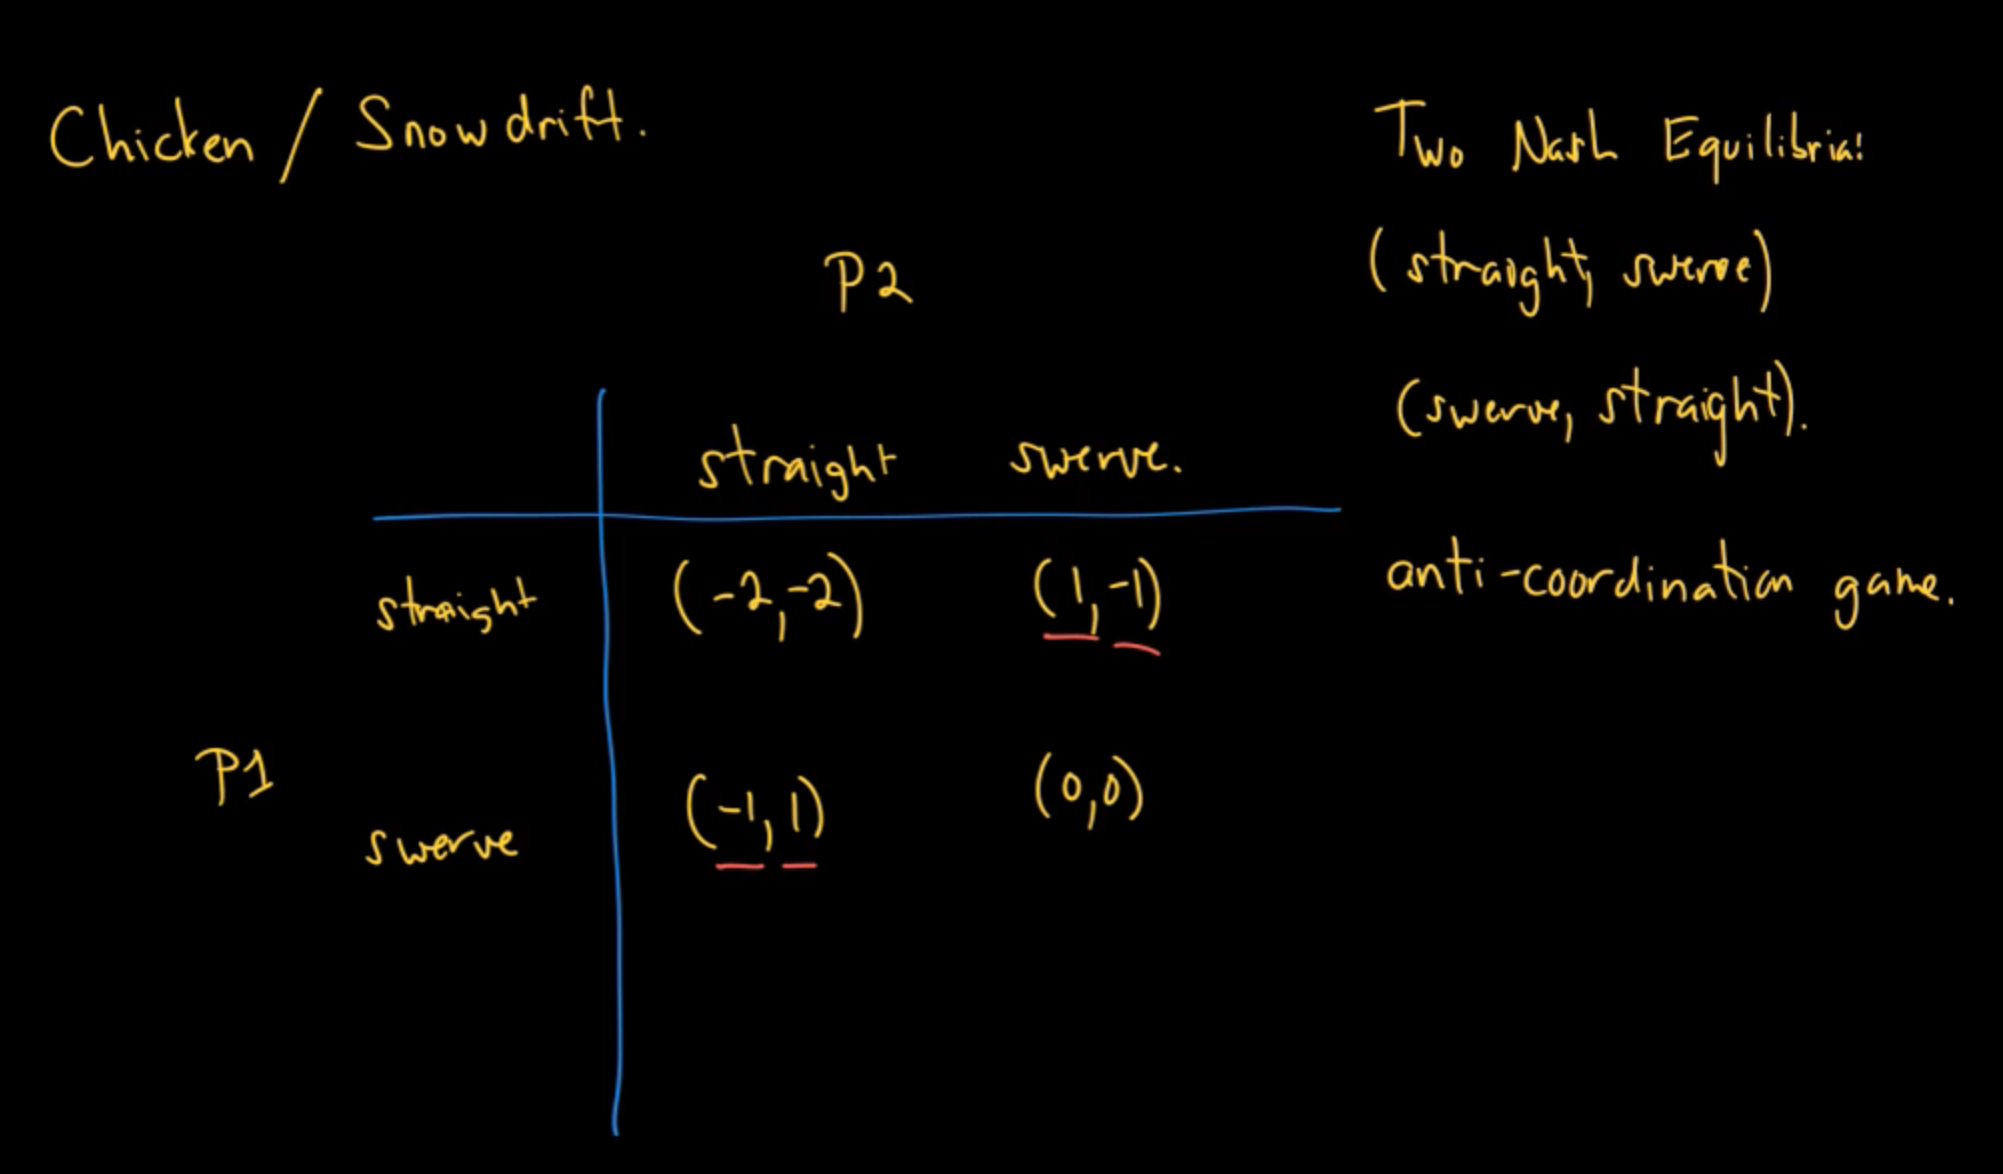 Chicken / Snowdrift.
Two Nash Equilibria:
(straight, swerve)
(swerve, straight).
anti-coordination game.
P2
straight swerve.
straight (-2,-2) (1,-1)
P1
swerve (-1,1) (0,0)